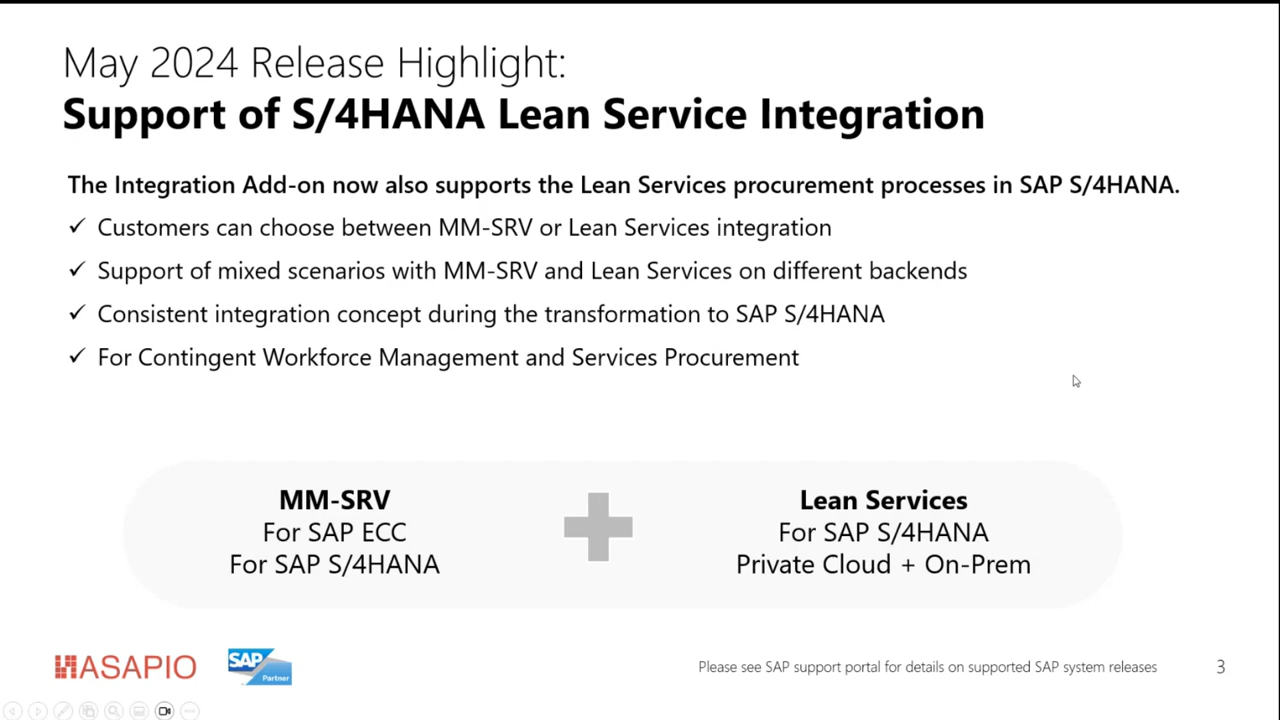 May 2024 Release Highlight:
Support of S/4HANA Lean Service Integration
The Integration Add-on now also supports the Lean Services procurement processes in SAP S/4HANA.
✓ Customers can choose between MM-SRV or Lean Services integration
✓ Support of mixed scenarios with MM-SRV and Lean Services on different backends
✓ Consistent integration concept during the transformation to SAP S/4HANA
✓ For Contingent Workforce Management and Services Procurement
MM-SRV
For SAP ECC
For SAP S/4HANA
Lean Services
For SAP S/4HANA
Private Cloud + On-Prem
ASAPIO
SAP
Partner
Please see SAP support portal for details on supported SAP system releases
3